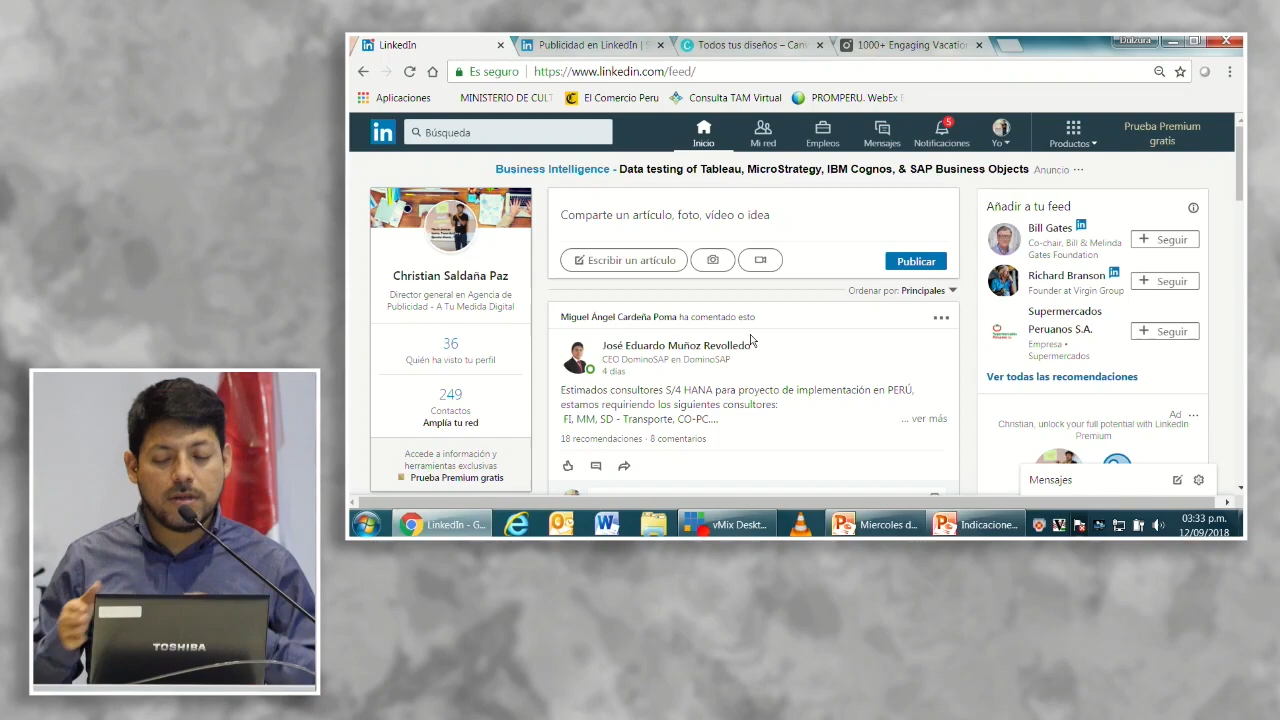 LinkedIn
Publicidad en LinkedIn | S
Todos tus diseños – Can
1000+ Engaging Vacation
Dulzura
Es seguro
https://www.linkedin.com/feed/
Aplicaciones
MINISTERIO DE CULT
El Comercio Peru
Consulta TAM Virtual
PROMPERU. WebEx E
in
Búsqueda
Inicio
Mi red
Empleos
Mensajes
5
Notificaciones
Yo
Productos
Prueba Premium
gratis
Business Intelligence - Data testing of Tableau, MicroStrategy, IBM Cognos, & SAP Business Objects Anuncio ···
Christian Saldaña Paz
Director general en Agencia de
Publicidad - A Tu Medida Digital
36
Quién ha visto tu perfil
249
Contactos
Amplía tu red
Accede a información y
herramientas exclusivas
Prueba Premium gratis
Comparte un artículo, foto, vídeo o idea
Escribir un artículo
Publicar
Ordenar por: Principales
Miguel Ángel Cardeña Poma ha comentado esto
José Eduardo Muñoz Revolledo
CEO DominoSAP en DominoSAP
4 días
Estimados consultores S/4 HANA para proyecto de implementación en PERÚ,
estamos requiriendo los siguientes consultores:
FI, MM, SD - Transporte, CO-PC....
... ver más
18 recomendaciones · 8 comentarios
Añadir a tu feed
Bill Gates in
Co-chair, Bill & Melinda
Gates Foundation
+ Seguir
Richard Branson in
Founder at Virgin Group
+ Seguir
Supermercados
Peruanos S.A.
Empresa •
Supermercados
+ Seguir
Ver todas las recomendaciones
Ad ···
Christian, unlock your full potential with LinkedIn
Premium
Mensajes
LinkedIn - G...
vMix Deskt...
Miercoles d...
Indicacione...
03:33 p.m.
12/09/2018
TOSHIBA